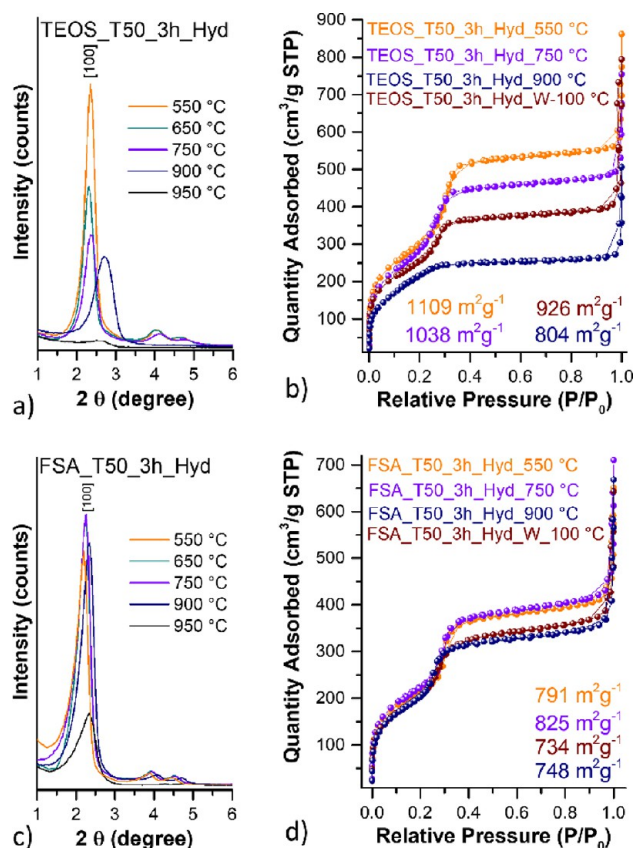 TEOS_T50_3h_Hyd
[100]
550 °C
650 °C
750 °C
900 °C
950 °C
Intensity (counts)
1 2 3 4 5 6
2 θ (degree)
a)
TEOS_T50_3h_Hyd_550 °C
TEOS_T50_3h_Hyd_750 °C
TEOS_T50_3h_Hyd_900 °C
TEOS_T50_3h_Hyd_W-100 °C
Quantity Adsorbed (cm³/g STP)
900
800
700
600
500
400
300
200
100
1109 m²g⁻¹ 926 m²g⁻¹
1038 m²g⁻¹ 804 m²g⁻¹
0.0 0.2 0.4 0.6 0.8 1.0
Relative Pressure (P/P₀)
b)
FSA_T50_3h_Hyd
[100]
550 °C
650 °C
750 °C
900 °C
950 °C
Intensity (counts)
1 2 3 4 5 6
2 θ (degree)
c)
FSA_T50_3h_Hyd_550 °C
FSA_T50_3h_Hyd_750 °C
FSA_T50_3h_Hyd_900 °C
FSA_T50_3h_Hyd_W_100 °C
Quantity Adsorbed (cm³/g STP)
700
600
500
400
300
200
100
791 m²g⁻¹
825 m²g⁻¹
734 m²g⁻¹
748 m²g⁻¹
0.0 0.2 0.4 0.6 0.8 1.0
Relative Pressure (P/P₀)
d)